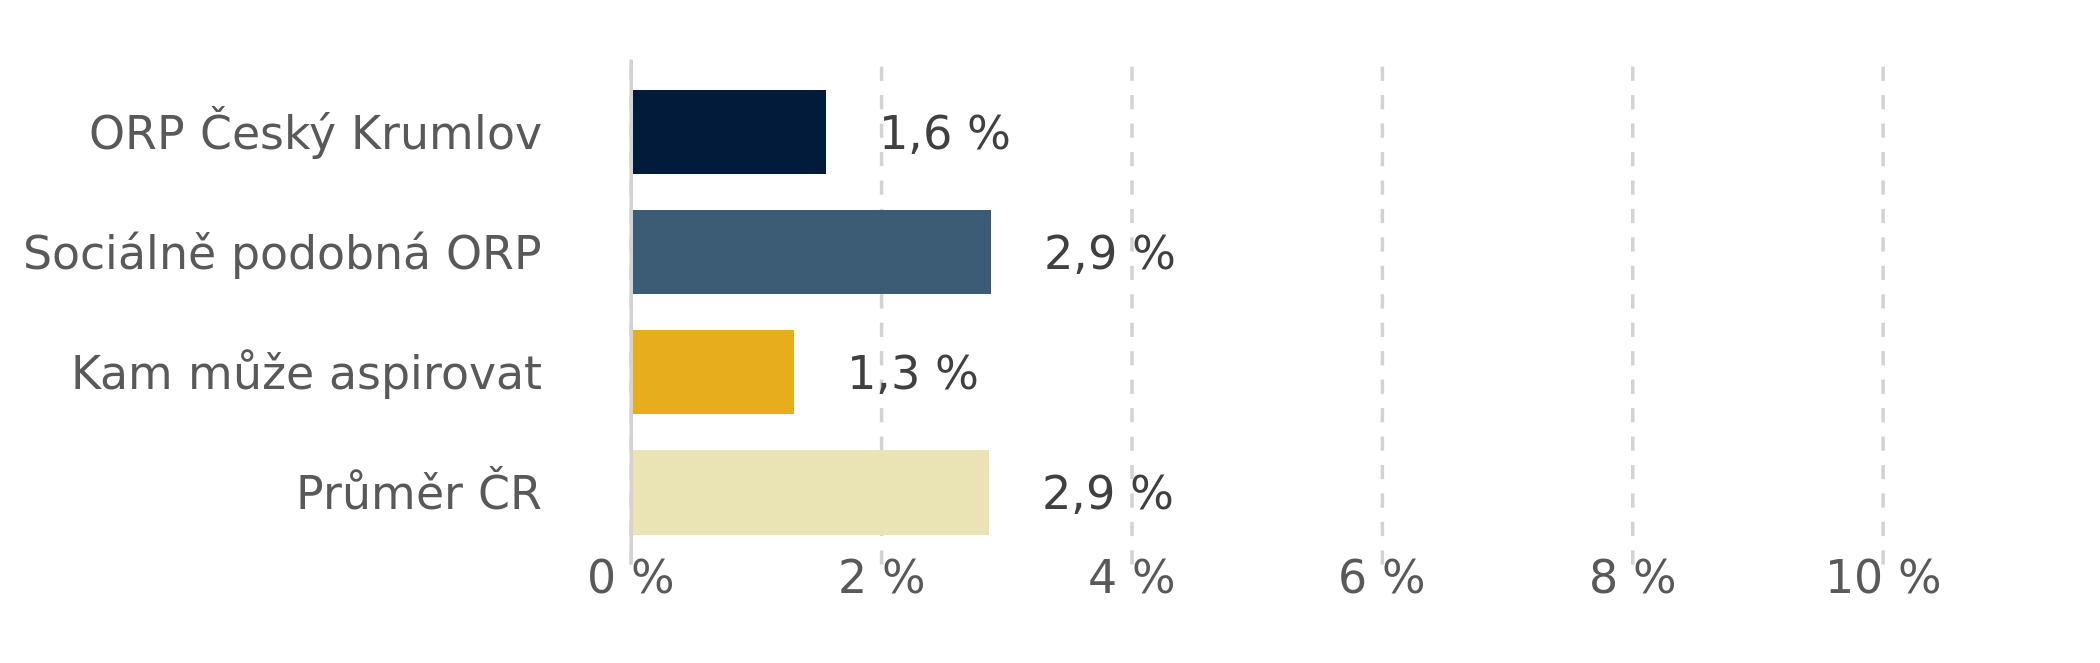 ORP Český Krumlov 1,6 %
Sociálně podobná ORP 2,9 %
Kam může aspirovat 1,3 %
Průměr ČR 2,9 %
0 % 2 % 4 % 6 % 8 % 10 %